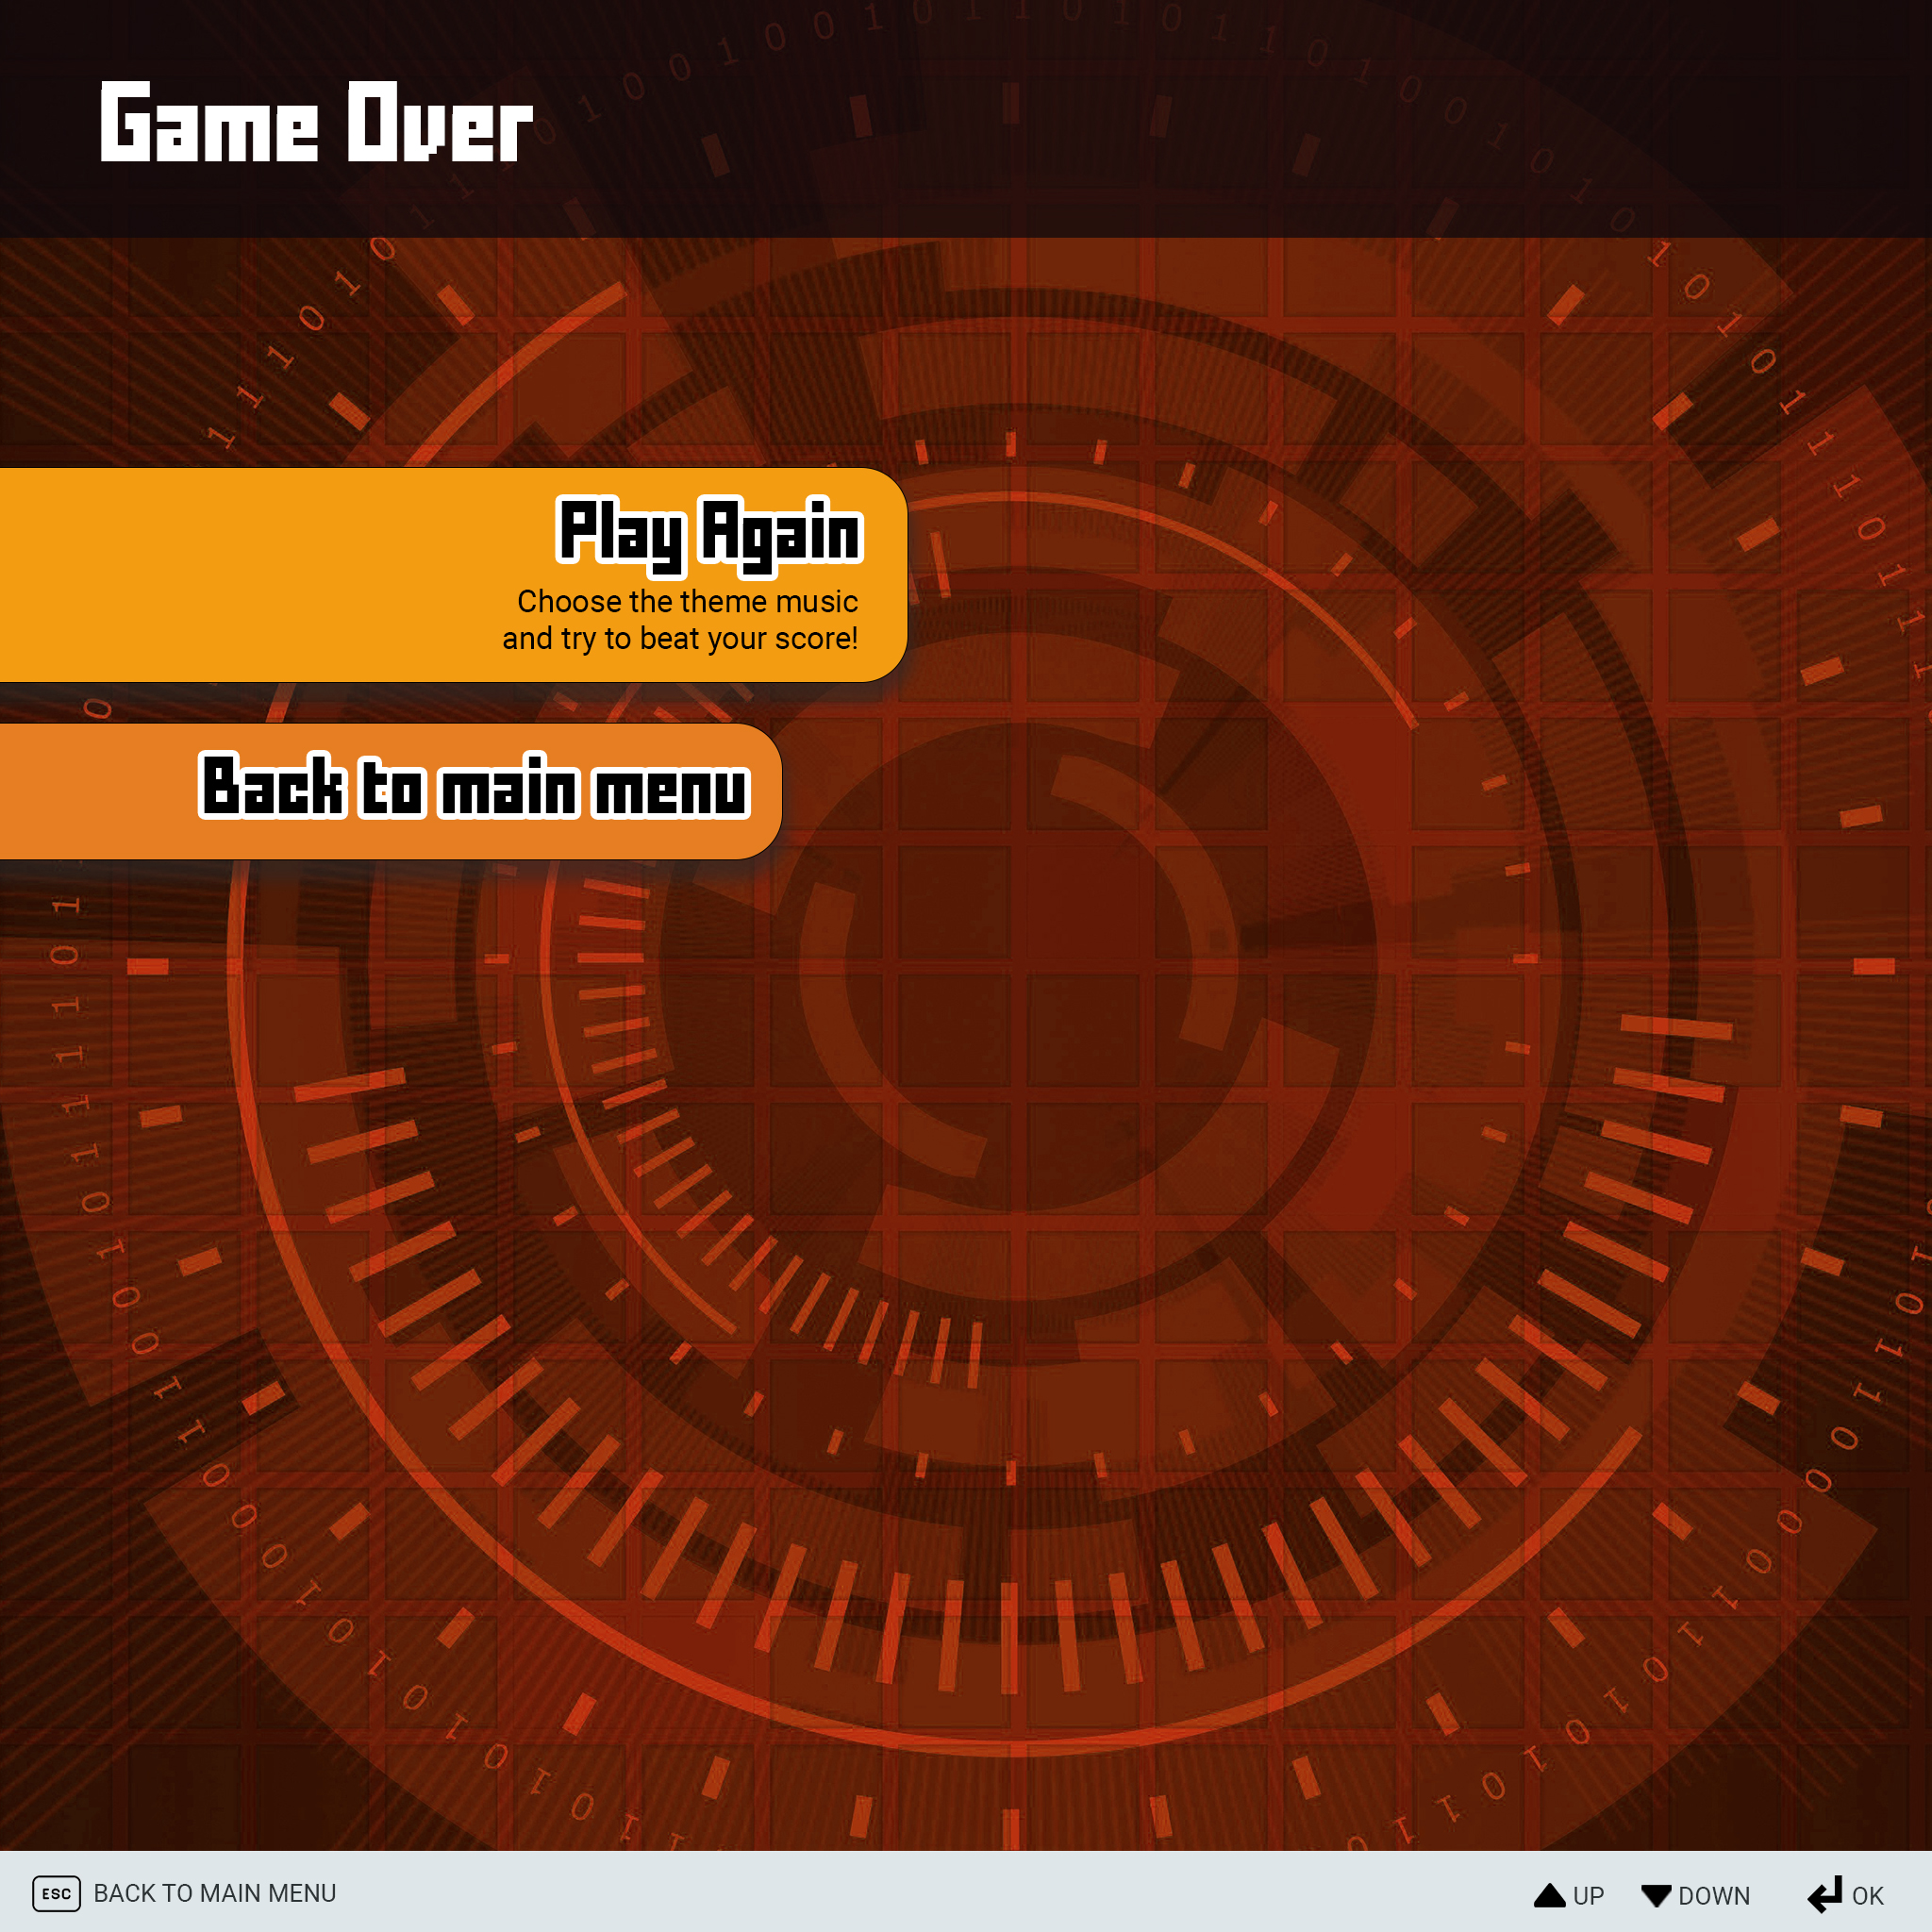 Game Over
Play Again
Choose the theme music
and try to beat your score!
Back to main menu
ESC BACK TO MAIN MENU UP DOWN OK